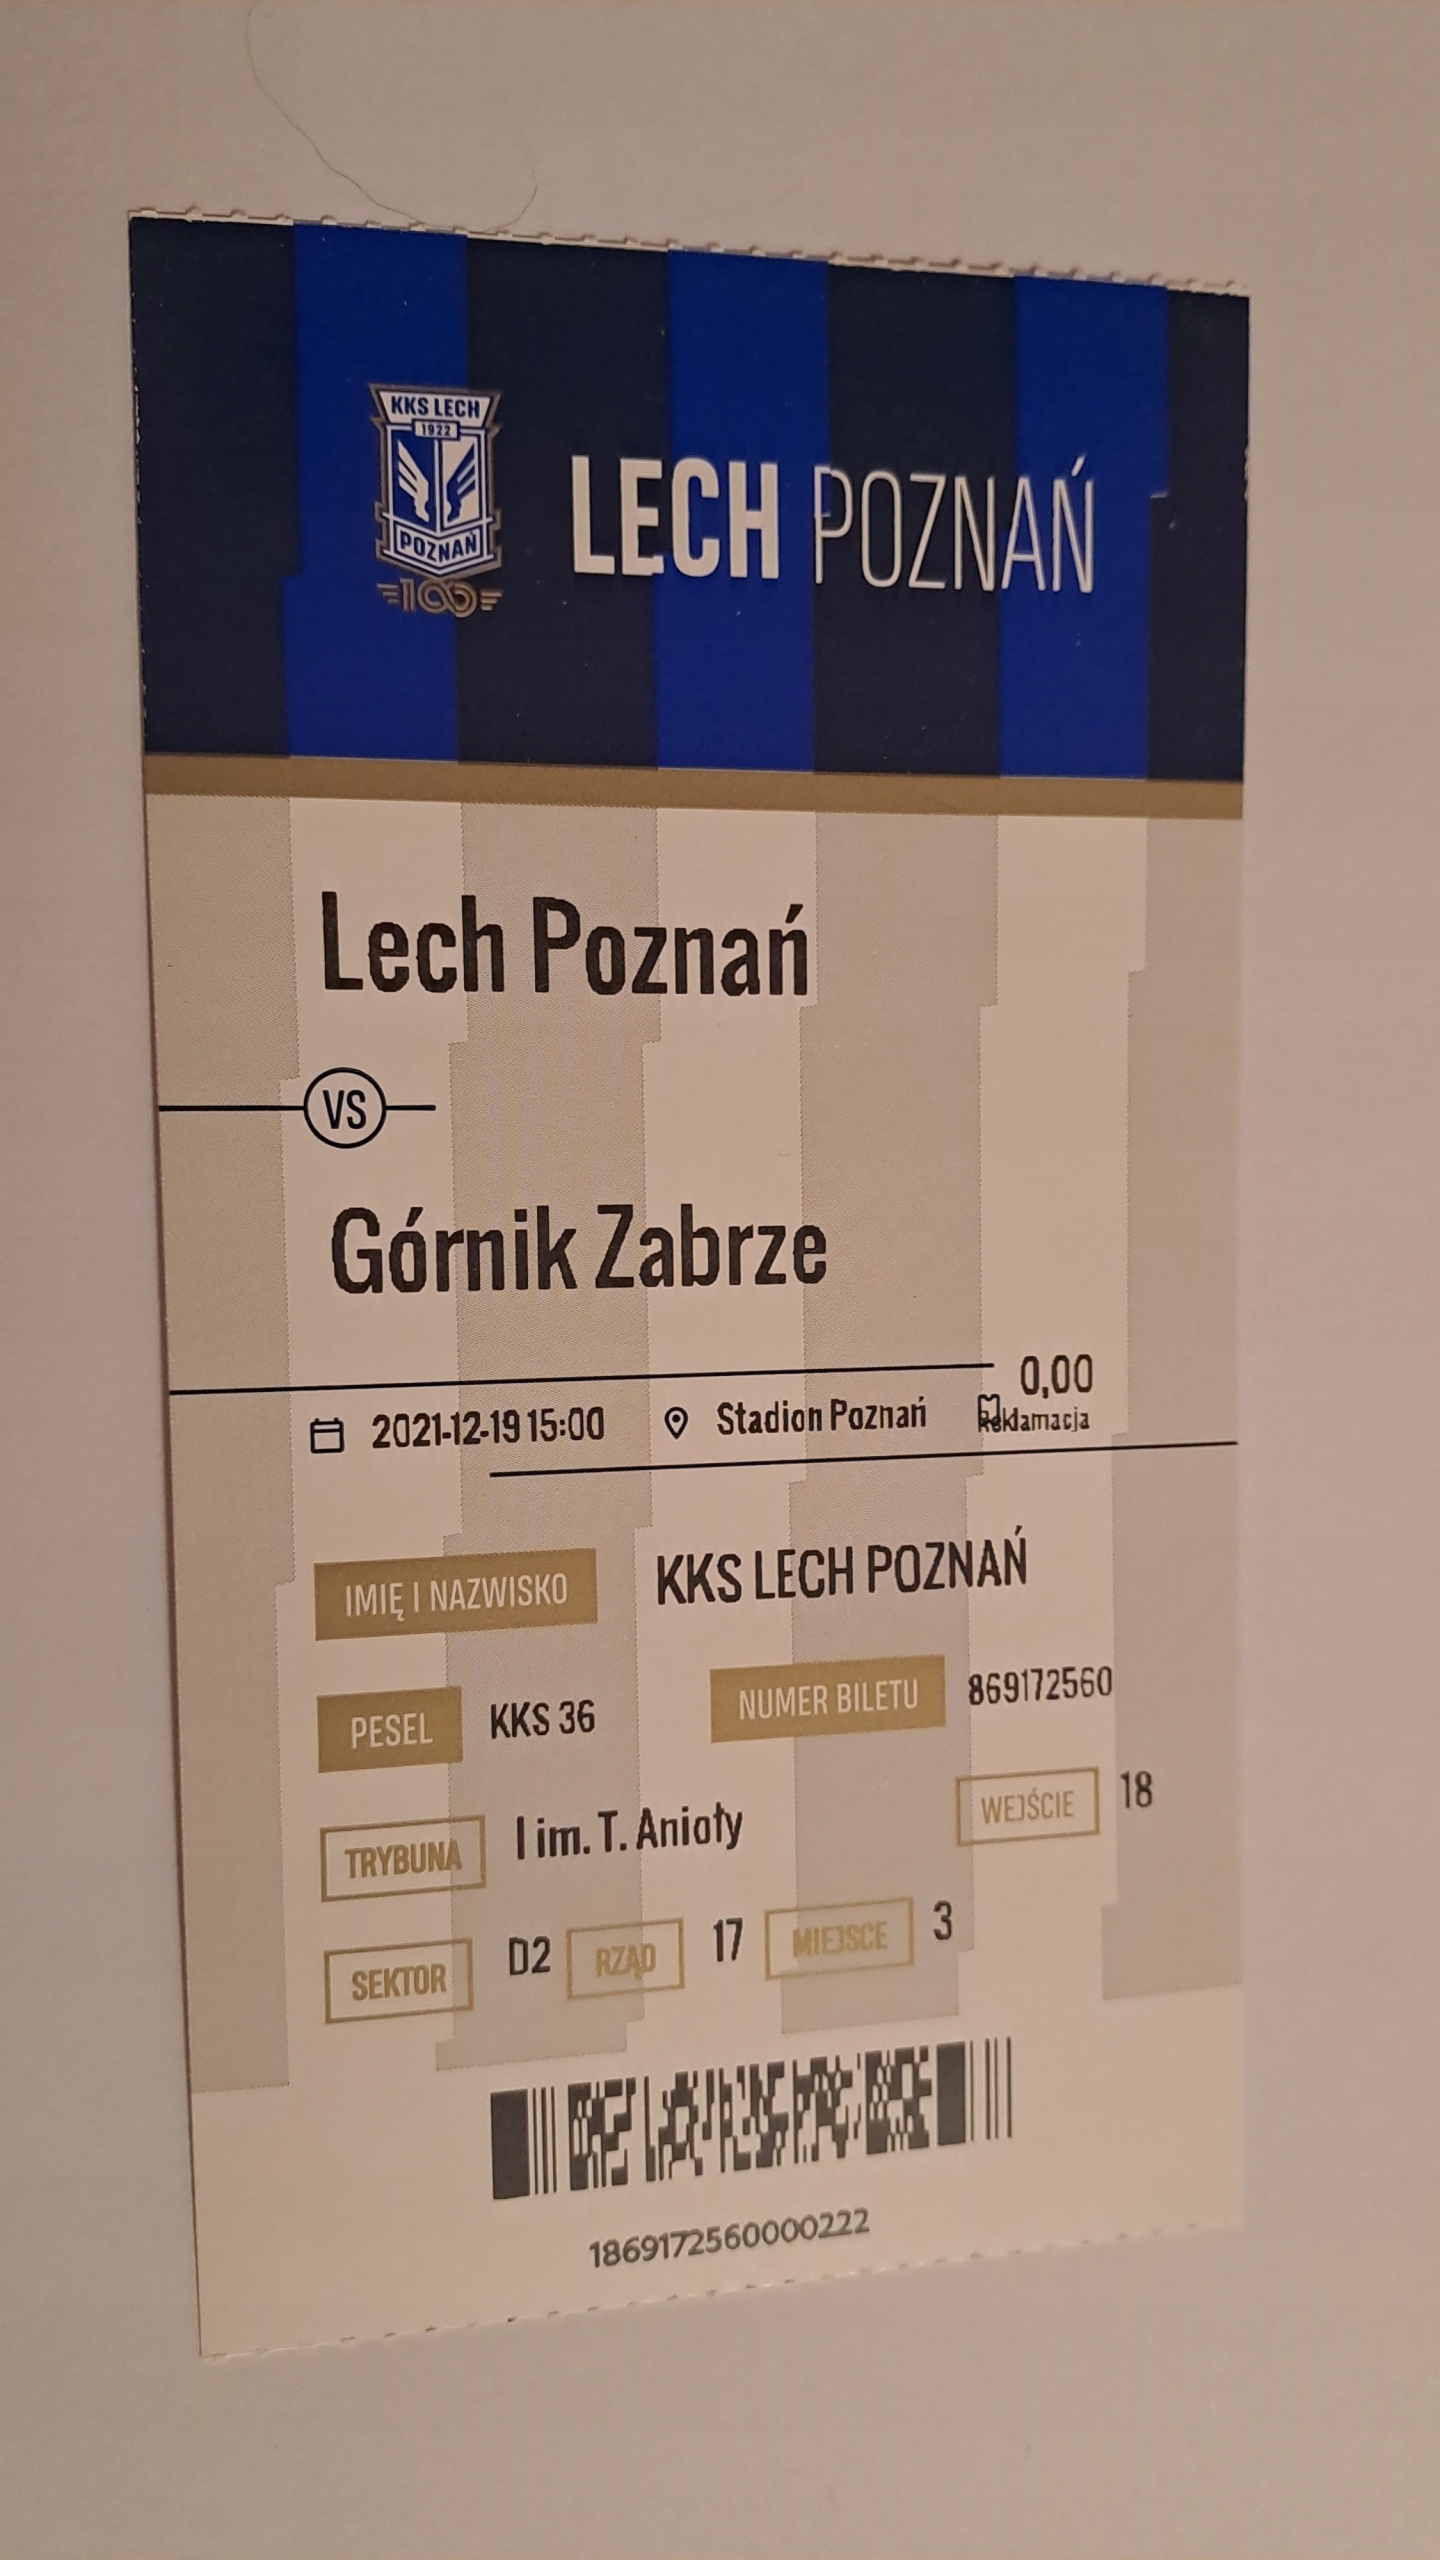 KKS LECH
1922
POZNAŃ
100
LECH POZNAŃ
Lech Poznań
VS
Górnik Zabrze
0,00
2021-12-19 15:00 Stadion Poznań Reklamacja
IMIĘ I NAZWISKO KKS LECH POZNAŃ
PESEL KKS 36 NUMER BILETU 869172560
TRYBUNA I im. T. Anioły WEJŚCIE 18
SEKTOR D2 RZĄD 17 MIEJSCE 3
1869172560000222